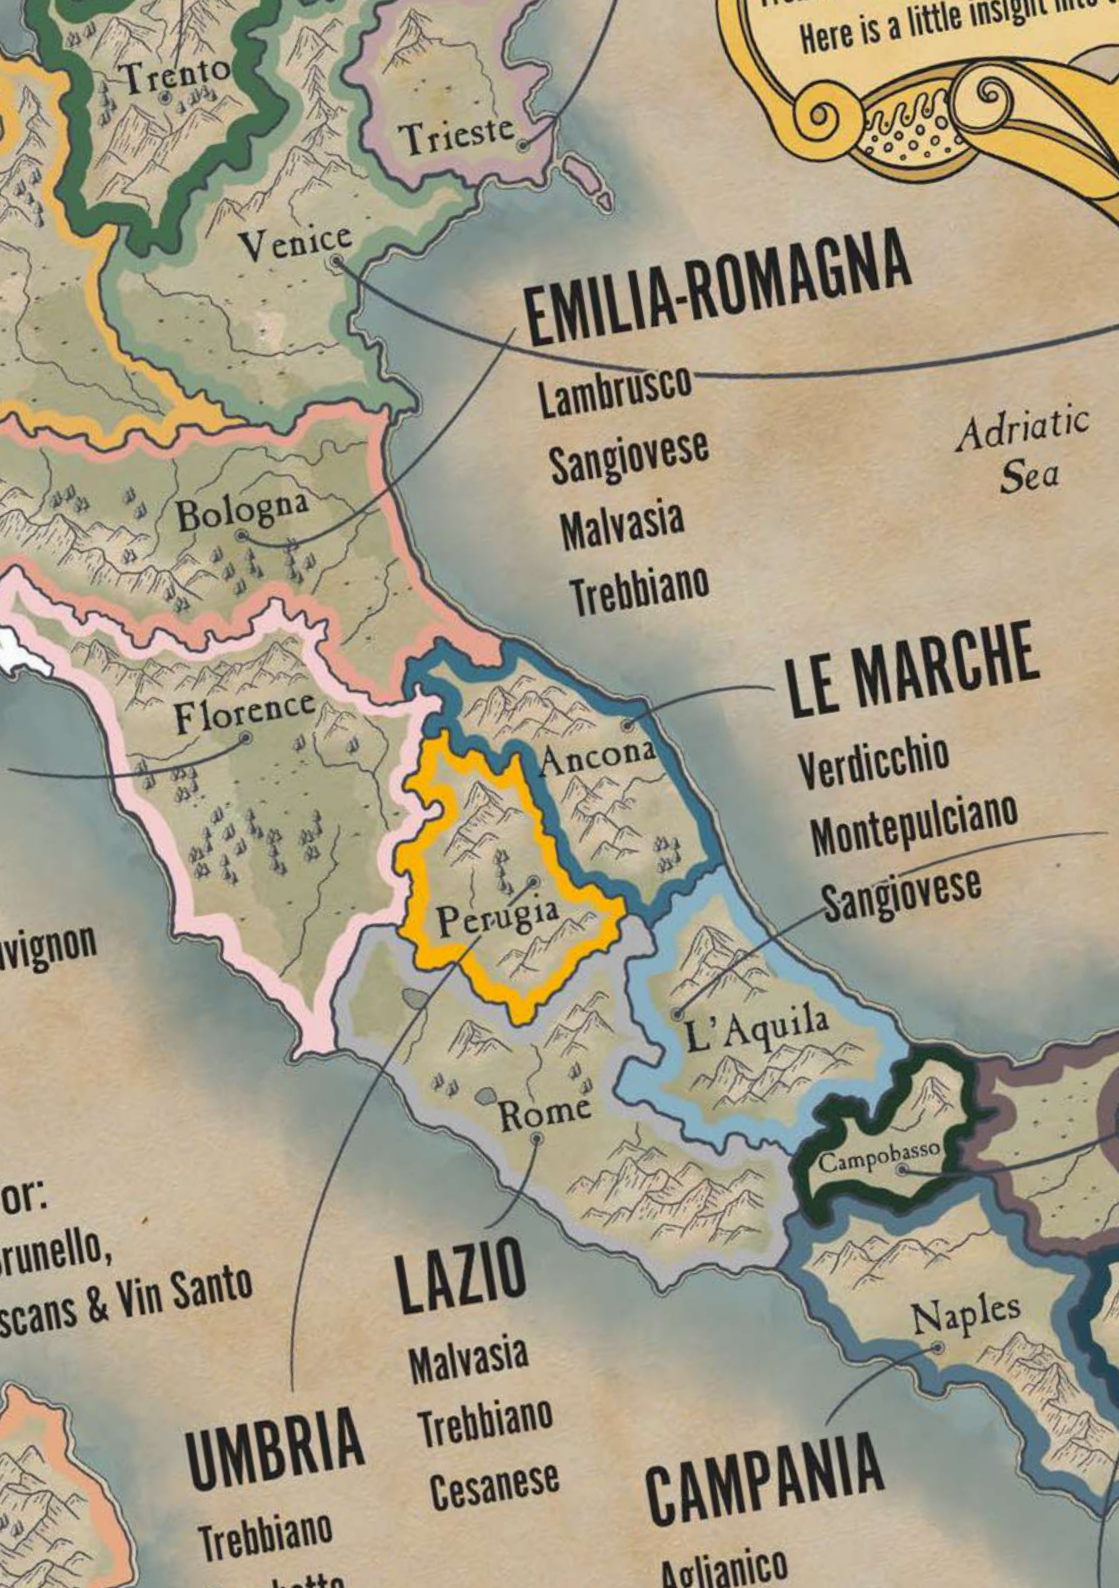 Here is a little insight into
Trento
Trieste
Venice
EMILIA-ROMAGNA
Lambrusco
Sangiovese
Malvasia
Trebbiano
Adriatic
Sea
Bologna
Florence
LE MARCHE
Verdicchio
Montepulciano
Sangiovese
Ancona
Perugia
L'Aquila
Rome
Campobasso
Naples
LAZIO
Malvasia
Trebbiano
Cesanese
UMBRIA
Trebbiano
CAMPANIA
Aglianico
or:
& Vin Santo